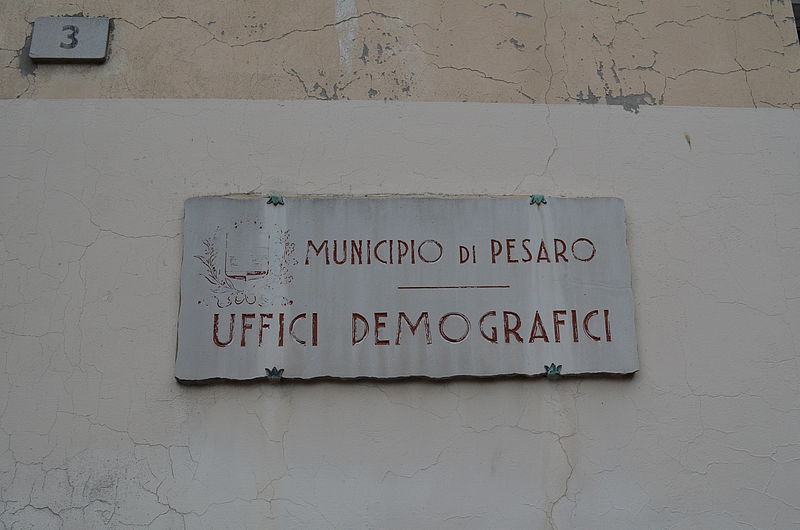 3
MUNICIPIO DI PESARO
UFFICI DEMOGRAFICI